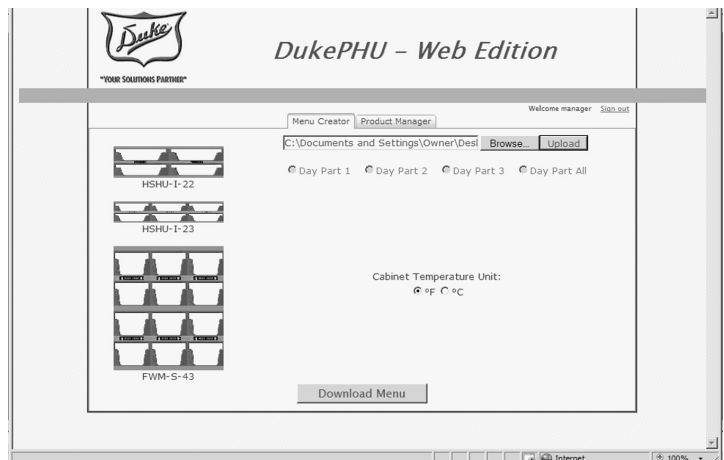 Duke
"YOUR SOLUTIONS PARTNER"
DukePHU – Web Edition
Welcome manager Sign out
Menu Creator Product Manager
C:\Documents and Settings\Owner\Desl Browse... Upload
Day Part 1 Day Part 2 Day Part 3 Day Part All
HSHU-I-22
HSHU-I-23
FWM-S-43
Cabinet Temperature Unit:
°F °C
Download Menu
Internet 100%